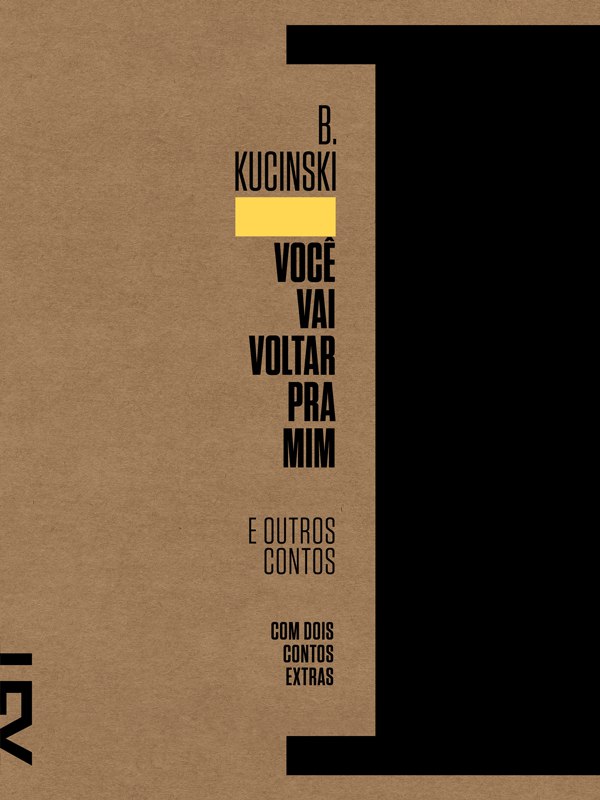 B.
KUCINSKI
VOCÊ
VAI
VOLTAR
PRA
MIM
E OUTROS
CONTOS
COM DOIS
CONTOS
EXTRAS